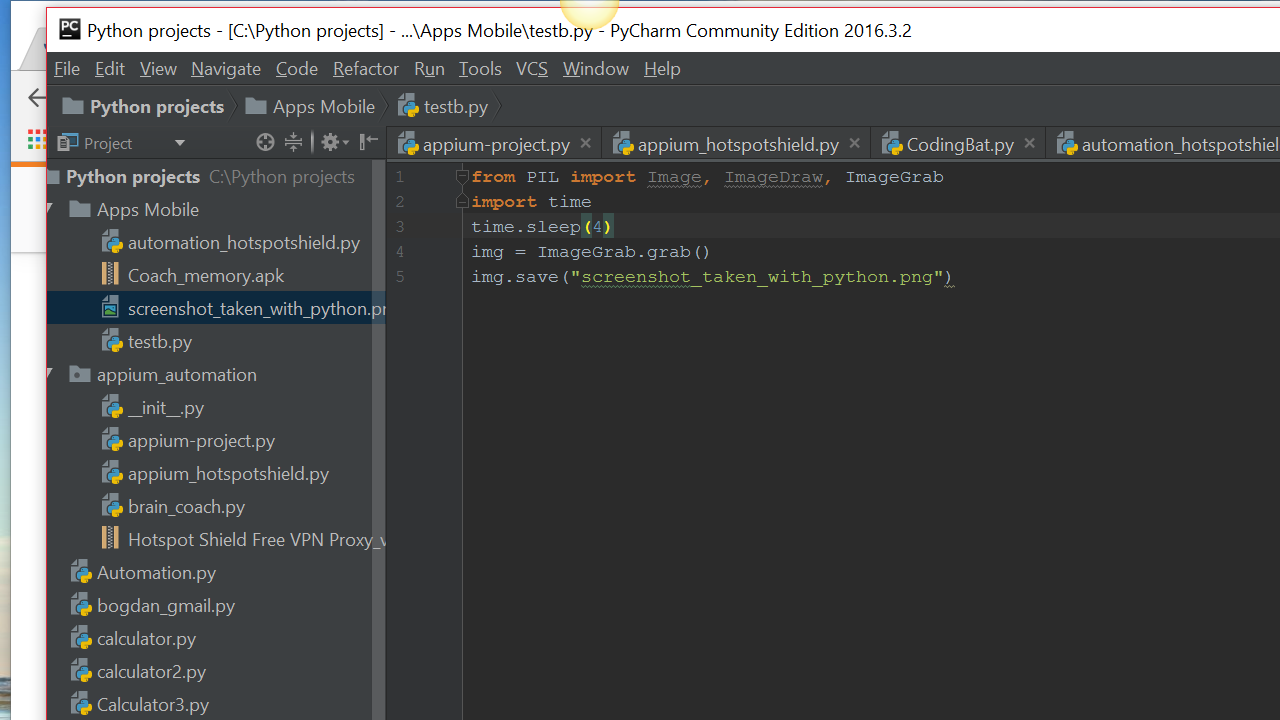 PC Python projects - [C:\Python projects] - ...\Apps Mobile\testb.py - PyCharm Community Edition 2016.3.2
File Edit View Navigate Code Refactor Run Tools VCS Window Help
Python projects Apps Mobile testb.py
Project
appium-project.py appium_hotspotshield.py CodingBat.py automation_hotspotshiel
Python projects C:\Python projects
Apps Mobile
automation_hotspotshield.py
Coach_memory.apk
screenshot_taken_with_python.pr
testb.py
appium_automation
__init__.py
appium-project.py
appium_hotspotshield.py
brain_coach.py
Hotspot Shield Free VPN Proxy_v
Automation.py
bogdan_gmail.py
calculator.py
calculator2.py
Calculator3.py
1 from PIL import Image, ImageDraw, ImageGrab
2 import time
3 time.sleep(4)
4 img = ImageGrab.grab()
5 img.save("screenshot_taken_with_python.png")